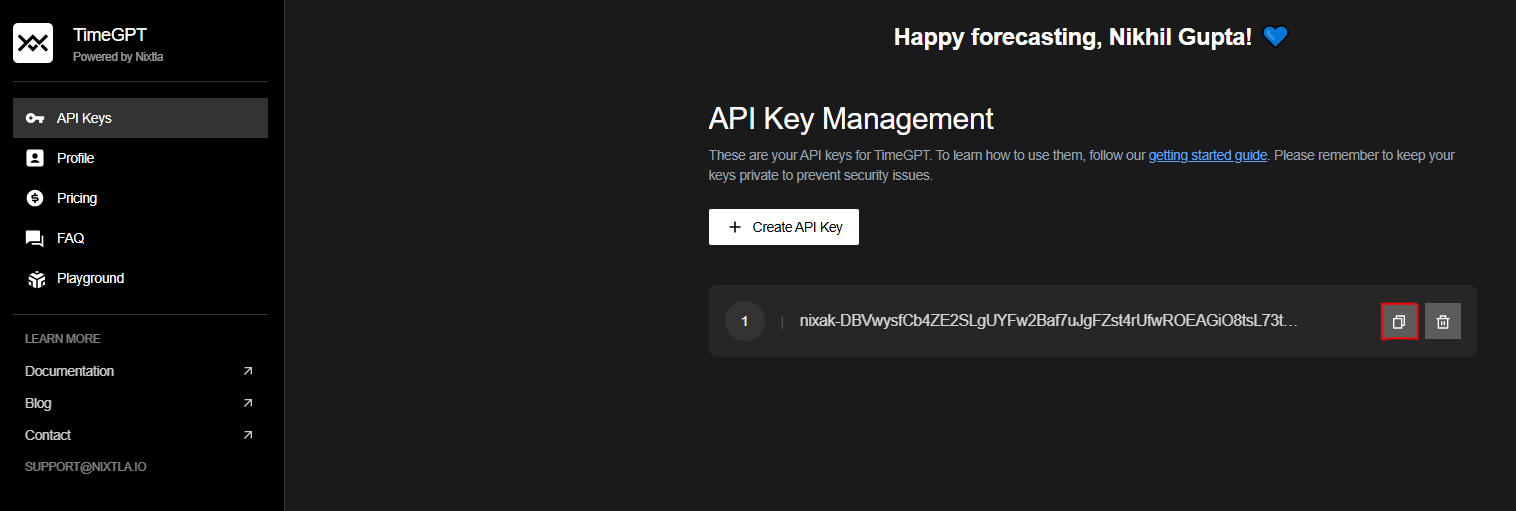 TimeGPT
Powered by Nixtla
API Keys
Profile
Pricing
FAQ
Playground
LEARN MORE
Documentation
Blog
Contact
SUPPORT@NIXTLA.IO
Happy forecasting, Nikhil Gupta! 💙
API Key Management
These are your API keys for TimeGPT. To learn how to use them, follow our getting started guide. Please remember to keep your
keys private to prevent security issues.
+ Create API Key
1 | nixak-DBVwysfCb4ZE2SLgUYFw2Baf7uJgFZst4rUfwROEAGiO8tsL73t...